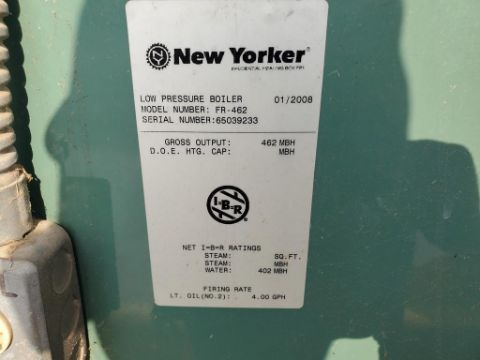 New Yorker®
RESIDENTIAL HEATING BOILERS
LOW PRESSURE BOILER 01/2008
MODEL NUMBER: FR-462
SERIAL NUMBER:65039233
GROSS OUTPUT: 462 MBH
D.O.E. HTG. CAP: MBH
I=B=R
NET I=B=R RATINGS
STEAM: SQ.FT.
STEAM: MBH
WATER: 402 MBH
FIRING RATE
LT. OIL(NO.2): 4.00 GPH